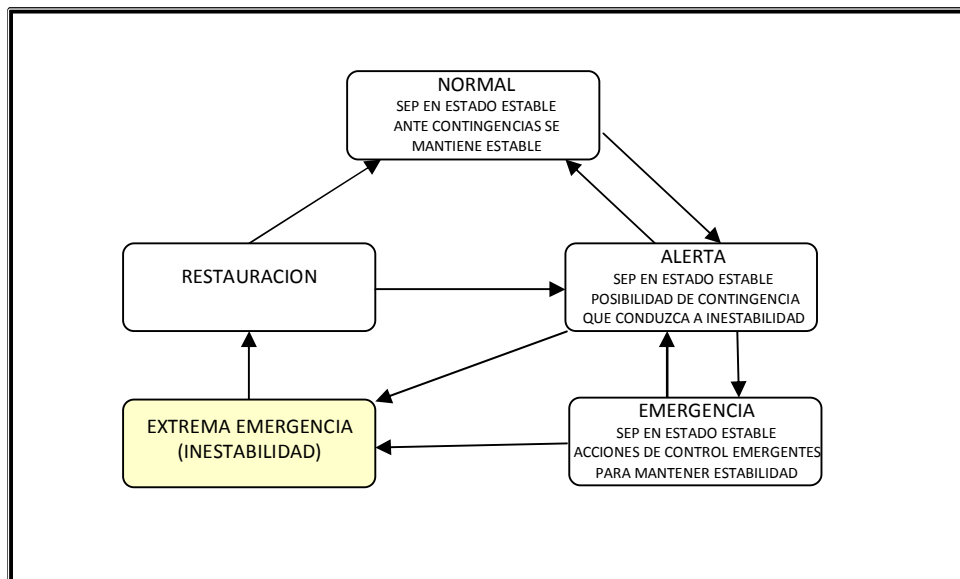 NORMAL
SEP EN ESTADO ESTABLE
ANTE CONTINGENCIAS SE
MANTIENE ESTABLE
RESTAURACION
ALERTA
SEP EN ESTADO ESTABLE
POSIBILIDAD DE CONTINGENCIA
QUE CONDUZCA A INESTABILIDAD
EXTREMA EMERGENCIA
(INESTABILIDAD)
EMERGENCIA
SEP EN ESTADO ESTABLE
ACCIONES DE CONTROL EMERGENTES
PARA MANTENER ESTABILIDAD